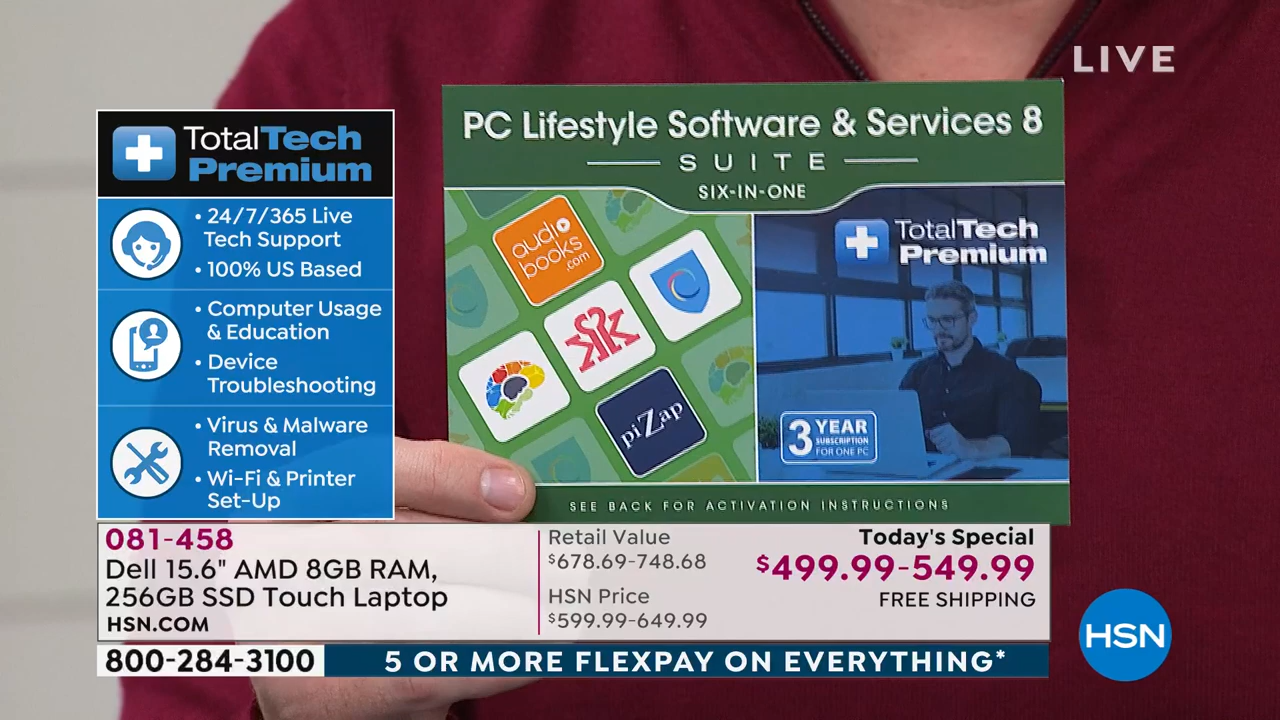 LIVE
TotalTech
Premium
• 24/7/365 Live
Tech Support
• 100% US Based
• Computer Usage
& Education
• Device
Troubleshooting
• Virus & Malware
Removal
• Wi-Fi & Printer
Set-Up
PC Lifestyle Software & Services 8
SUITE
SIX-IN-ONE
audio
books
.com
piZap
TotalTech
Premium
3 YEAR
SUBSCRIPTION
FOR ONE PC
SEE BACK FOR ACTIVATION INSTRUCTIONS
081-458
Dell 15.6" AMD 8GB RAM,
256GB SSD Touch Laptop
HSN.COM
Retail Value
$678.69-748.68
HSN Price
$599.99-649.99
Today's Special
$499.99-549.99
FREE SHIPPING
800-284-3100
5 OR MORE FLEXPAY ON EVERYTHING*
HSN